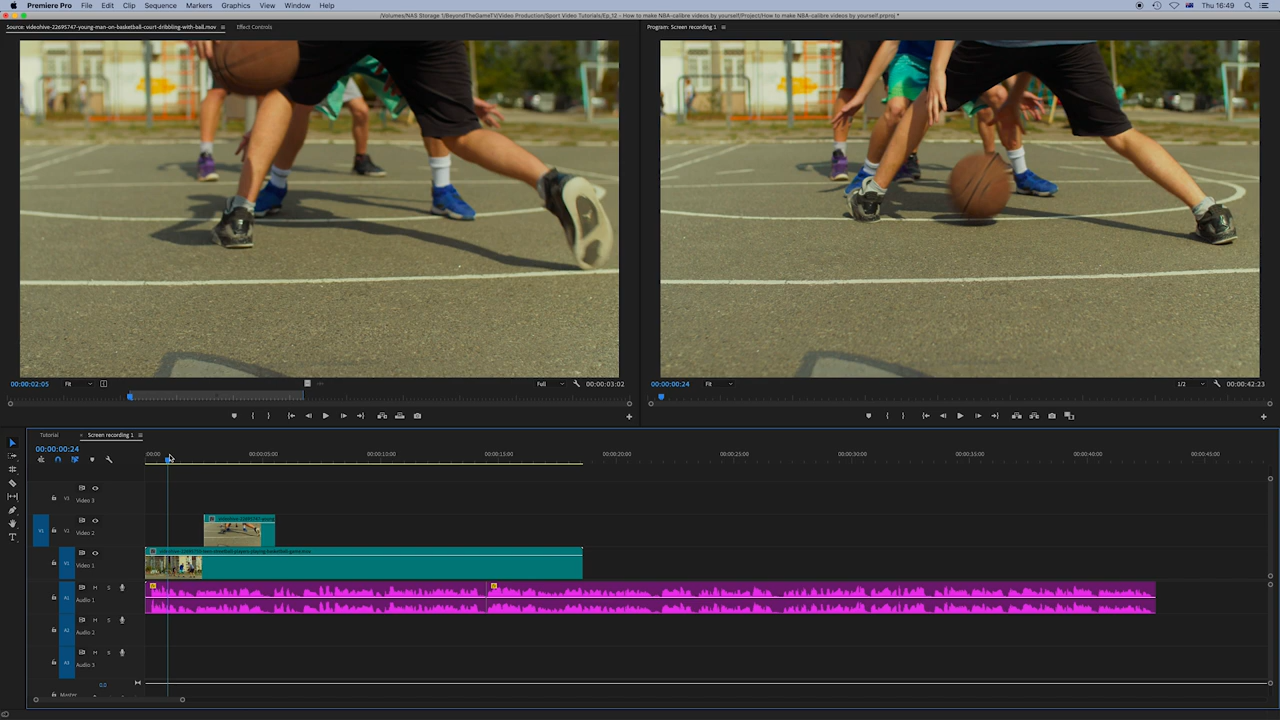 Premiere Pro File Edit Clip Sequence Markers Graphics View Window Help Thu 16:49
/Volumes/NAS Storage 1/BeyondTheGameTV/Video Production/Sport Video Tutorials/Ep_12 - How to make NBA-calibre videos by yourself/Project/How to make NBA-calibre videos by yourself.prproj *
Source: videohive-22695747-young-man-on-basketball-court-dribbling-with-ball.mov Effect Controls
Program: Screen recording 1
00:00:02:05 Fit Full 00:00:03:02
00:00:00:24 Fit 1/2 00:00:42:23
Tutorial Screen recording 1
00:00:00:24
00:00 00:00:05:00 00:00:10:00 00:00:15:00 00:00:20:00 00:00:25:00 00:00:30:00 00:00:35:00 00:00:40:00 00:00:45:00
V3 Video 3
V1 V2 Video 2
V1 Video 1
A1 M S Audio 1
A2 M S Audio 2
A3 M S Audio 3
0.0
Master